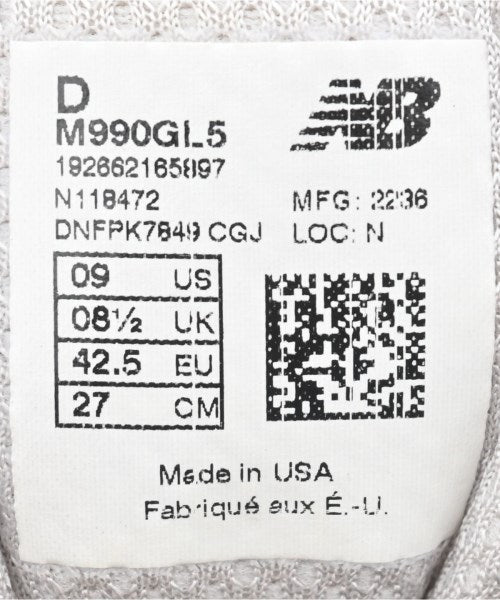 D
M990GL5
192662165897
N118472
MFG: 2236
DNFPK7849 CGJ
LOC: N
09 US
08½ UK
42.5 EU
27 CM
Made in USA
Fabriqué aux É.-U.